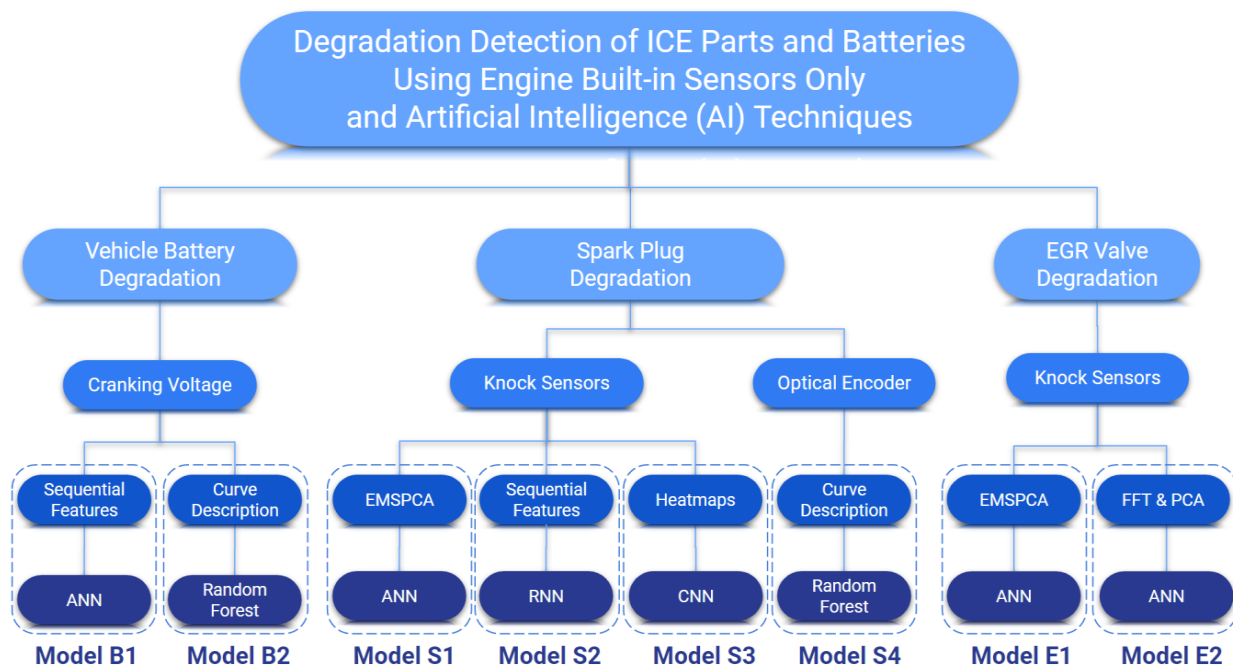 Degradation Detection of ICE Parts and Batteries
Using Engine Built-in Sensors Only
and Artificial Intelligence (AI) Techniques
Vehicle Battery
Degradation
Spark Plug
Degradation
EGR Valve
Degradation
Cranking Voltage
Knock Sensors
Optical Encoder
Knock Sensors
Sequential
Features
Curve
Description
EMSPCA
Sequential
Features
Heatmaps
Curve
Description
EMSPCA
FFT & PCA
ANN
Random
Forest
ANN
RNN
CNN
Random
Forest
ANN
ANN
Model B1
Model B2
Model S1
Model S2
Model S3
Model S4
Model E1
Model E2